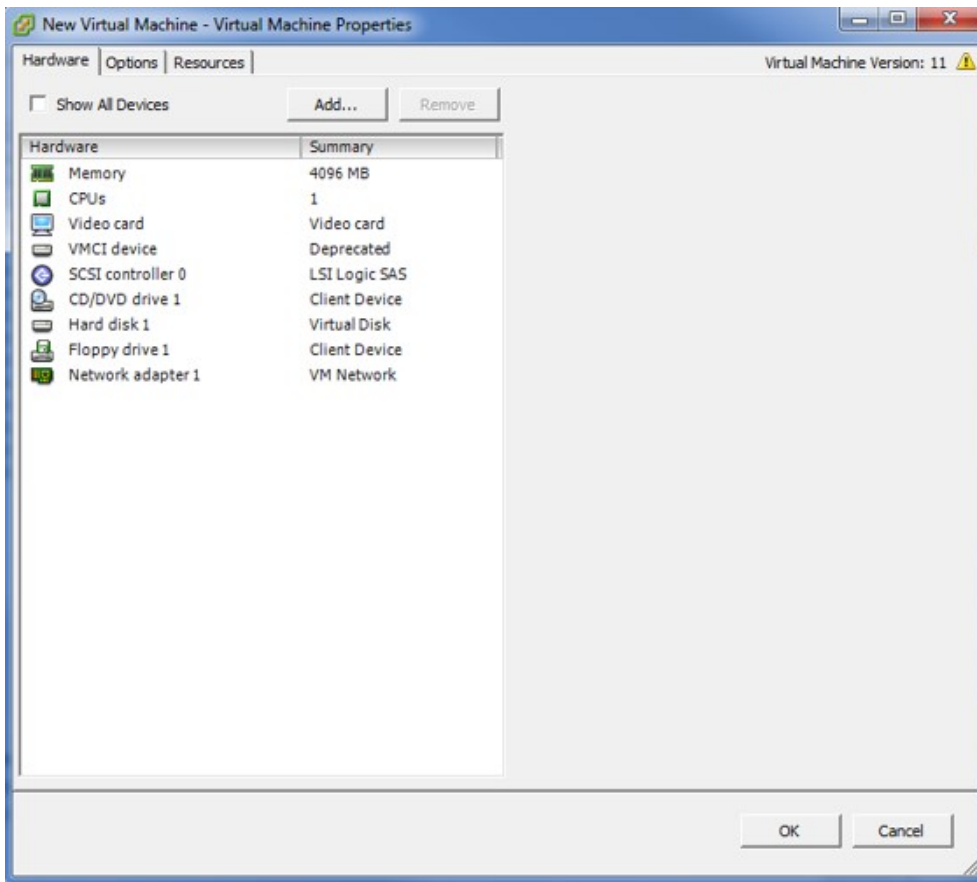 New Virtual Machine - Virtual Machine Properties
Hardware Options Resources Virtual Machine Version: 11
Show All Devices Add... Remove
Hardware Summary
Memory 4096 MB
CPUs 1
Video card Video card
VMCI device Deprecated
SCSI controller 0 LSI Logic SAS
CD/DVD drive 1 Client Device
Hard disk 1 Virtual Disk
Floppy drive 1 Client Device
Network adapter 1 VM Network
OK Cancel